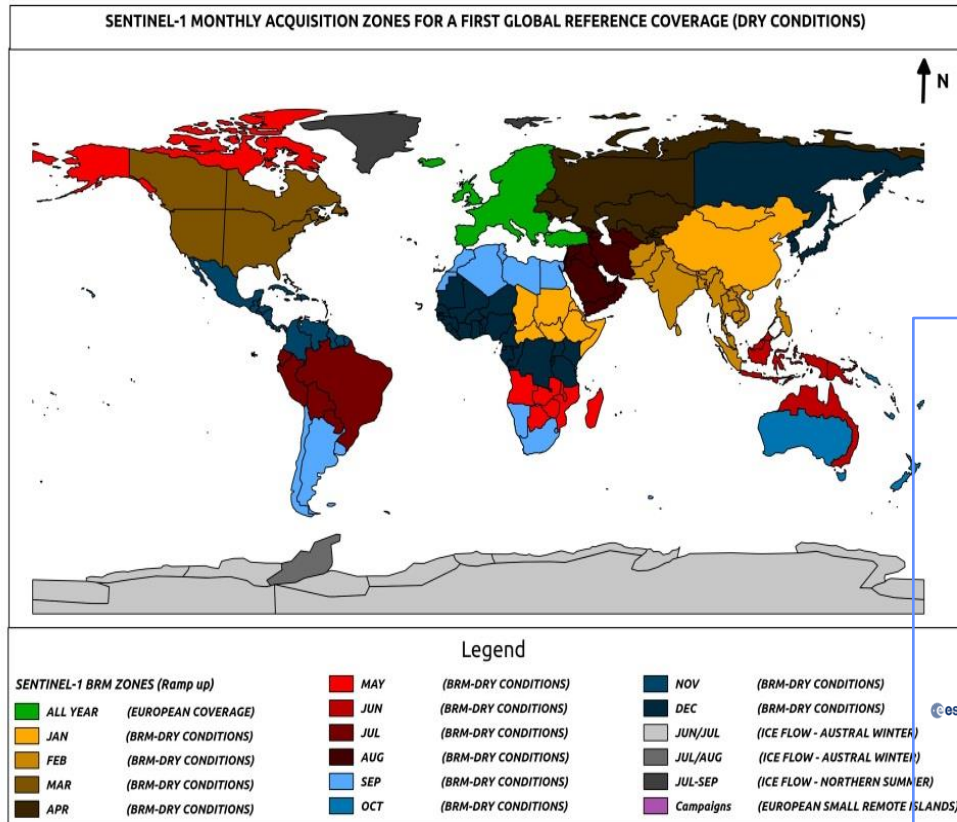 SENTINEL-1 MONTHLY ACQUISITION ZONES FOR A FIRST GLOBAL REFERENCE COVERAGE (DRY CONDITIONS)
N
Legend
SENTINEL-1 BRM ZONES (Ramp up)
ALL YEAR (EUROPEAN COVERAGE)
JAN (BRM-DRY CONDITIONS)
FEB (BRM-DRY CONDITIONS)
MAR (BRM-DRY CONDITIONS)
APR (BRM-DRY CONDITIONS)
MAY (BRM-DRY CONDITIONS)
JUN (BRM-DRY CONDITIONS)
JUL (BRM-DRY CONDITIONS)
AUG (BRM-DRY CONDITIONS)
SEP (BRM-DRY CONDITIONS)
OCT (BRM-DRY CONDITIONS)
NOV (BRM-DRY CONDITIONS)
DEC (BRM-DRY CONDITIONS)
JUN/JUL (ICE FLOW - AUSTRAL WINTER)
JUL/AUG (ICE FLOW - AUSTRAL WINTER)
JUL-SEP (ICE FLOW - NORTHERN SUMMER)
Campaigns (EUROPEAN SMALL REMOTE ISLANDS)